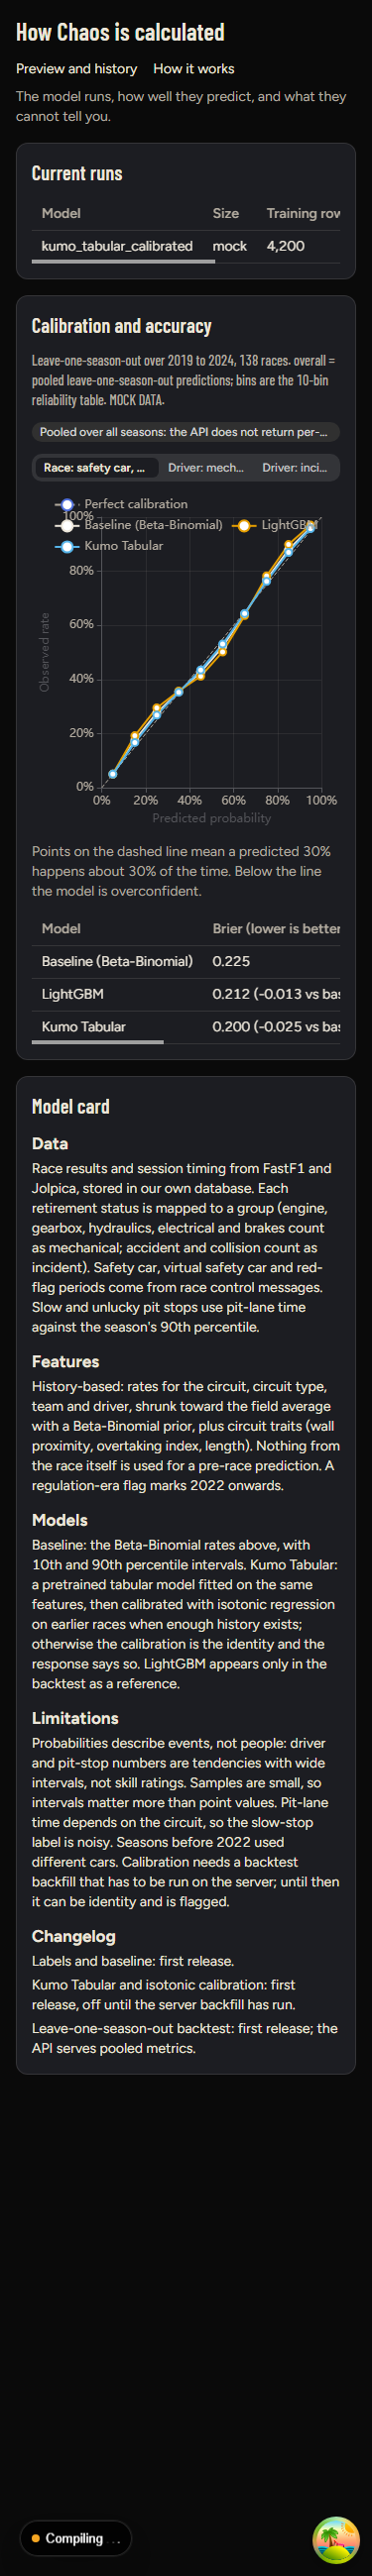 How Chaos is calculated
Preview and history How it works
The model runs, how well they predict, and what they
cannot tell you.
Current runs
Model Size Training row
kumo_tabular_calibrated mock 4,200
Calibration and accuracy
Leave-one-season-out over 2019 to 2024, 138 races. overall =
pooled leave-one-season-out predictions; bins are the 10-bin
reliability table. MOCK DATA.
Pooled over all seasons: the API does not return per-...
Race: safety car, ... Driver: mech... Driver: inci...
Perfect calibration
Baseline (Beta-Binomial) LightGBM
Kumo Tabular
100%
80%
60%
40%
20%
0%
Observed rate
0% 20% 40% 60% 80% 100%
Predicted probability
Points on the dashed line mean a predicted 30%
happens about 30% of the time. Below the line
the model is overconfident.
Model Brier (lower is better
Baseline (Beta-Binomial) 0.225
LightGBM 0.212 (-0.013 vs bas
Kumo Tabular 0.200 (-0.025 vs bas
Model card
Data
Race results and session timing from FastF1 and
Jolpica, stored in our own database. Each
retirement status is mapped to a group (engine,
gearbox, hydraulics, electrical and brakes count
as mechanical; accident and collision count as
incident). Safety car, virtual safety car and red-
flag periods come from race control messages.
Slow and unlucky pit stops use pit-lane time
against the season's 90th percentile.
Features
History-based: rates for the circuit, circuit type,
team and driver, shrunk toward the field average
with a Beta-Binomial prior, plus circuit traits (wall
proximity, overtaking index, length). Nothing from
the race itself is used for a pre-race prediction. A
regulation-era flag marks 2022 onwards.
Models
Baseline: the Beta-Binomial rates above, with
10th and 90th percentile intervals. Kumo Tabular:
a pretrained tabular model fitted on the same
features, then calibrated with isotonic regression
on earlier races when enough history exists;
otherwise the calibration is the identity and the
response says so. LightGBM appears only in the
backtest as a reference.
Limitations
Probabilities describe events, not people: driver
and pit-stop numbers are tendencies with wide
intervals, not skill ratings. Samples are small, so
intervals matter more than point values. Pit-lane
time depends on the circuit, so the slow-stop
label is noisy. Seasons before 2022 used
different cars. Calibration needs a backtest
backfill that has to be run on the server; until then
it can be identity and is flagged.
Changelog
Labels and baseline: first release.
Kumo Tabular and isotonic calibration: first
release, off until the server backfill has run.
Leave-one-season-out backtest: first release; the
API serves pooled metrics.
Compiling...